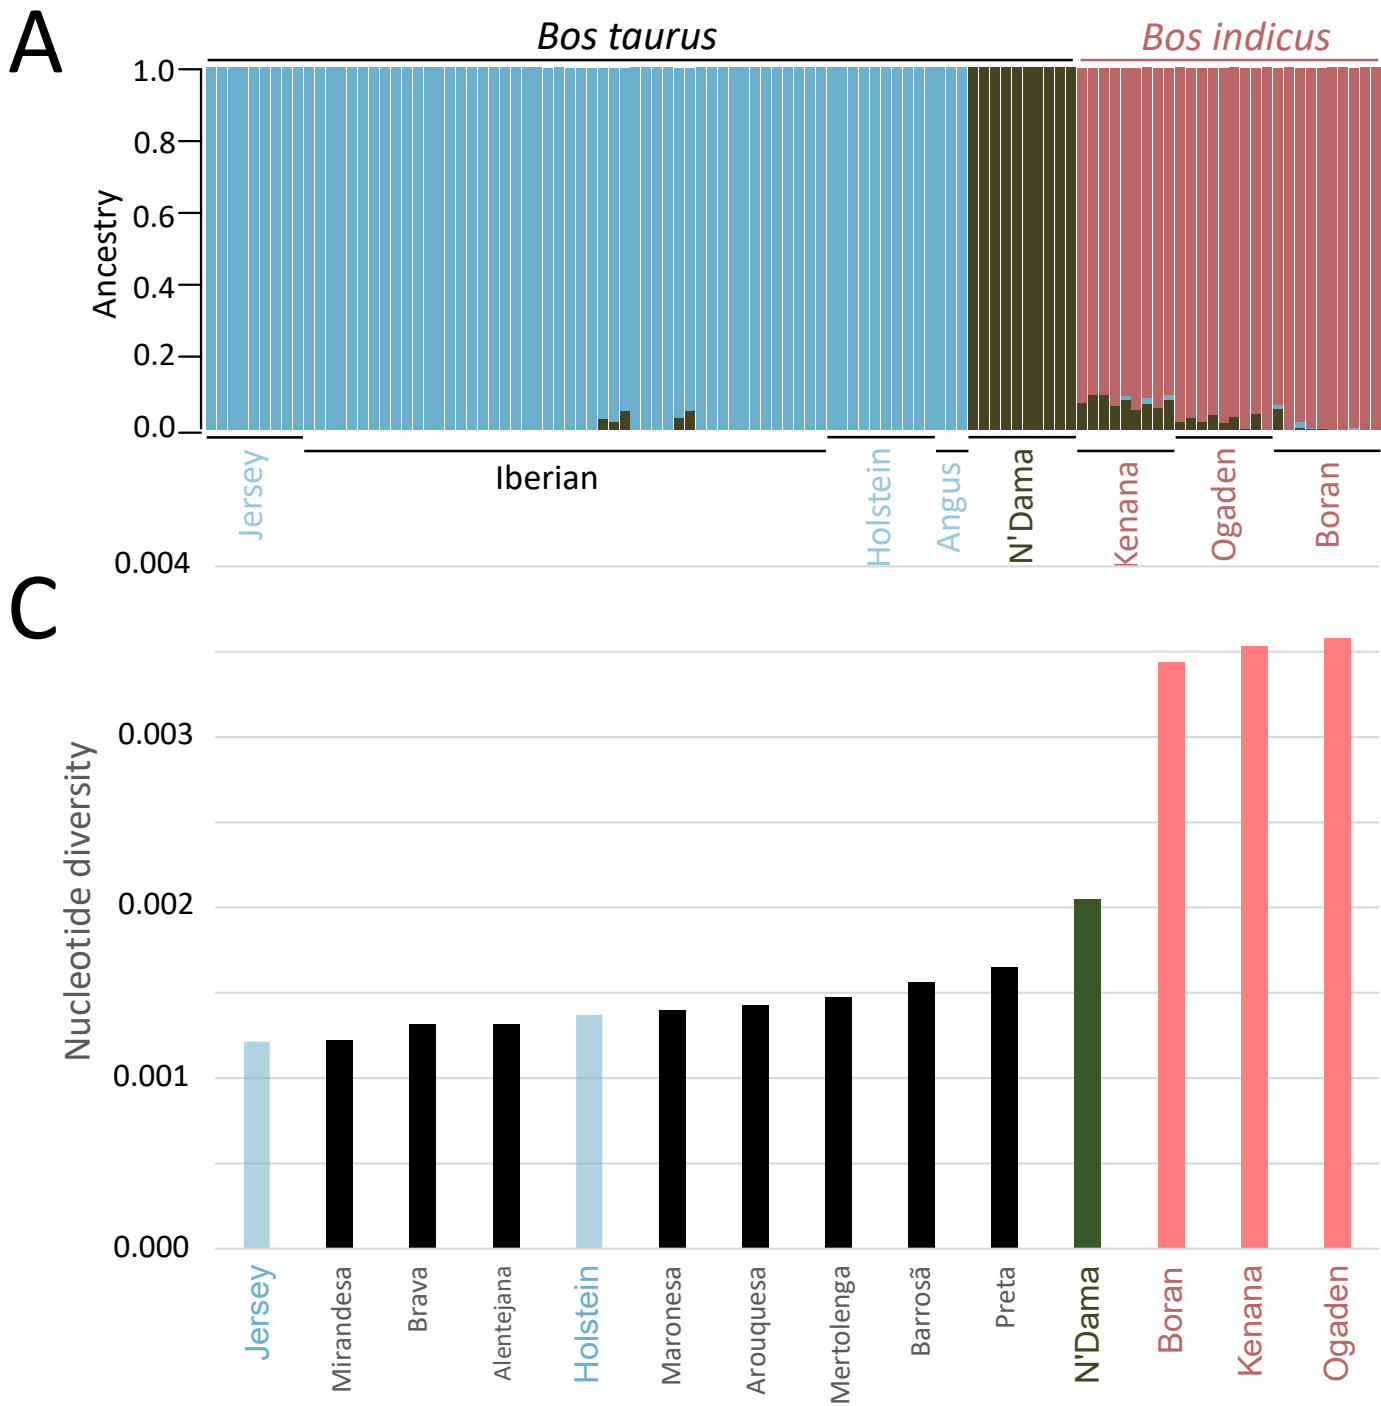 A
Bos taurus
Bos indicus
Ancestry
1.0
0.8
0.6
0.4
0.2
0.0
Jersey
Iberian
Holstein
Angus
N'Dama
Kenana
Ogaden
Boran
C
Nucleotide diversity
0.004
0.003
0.002
0.001
0.000
Jersey
Mirandesa
Brava
Alentejana
Holstein
Maronesa
Arouquesa
Mertolenga
Barrosã
Preta
N'Dama
Boran
Kenana
Ogaden